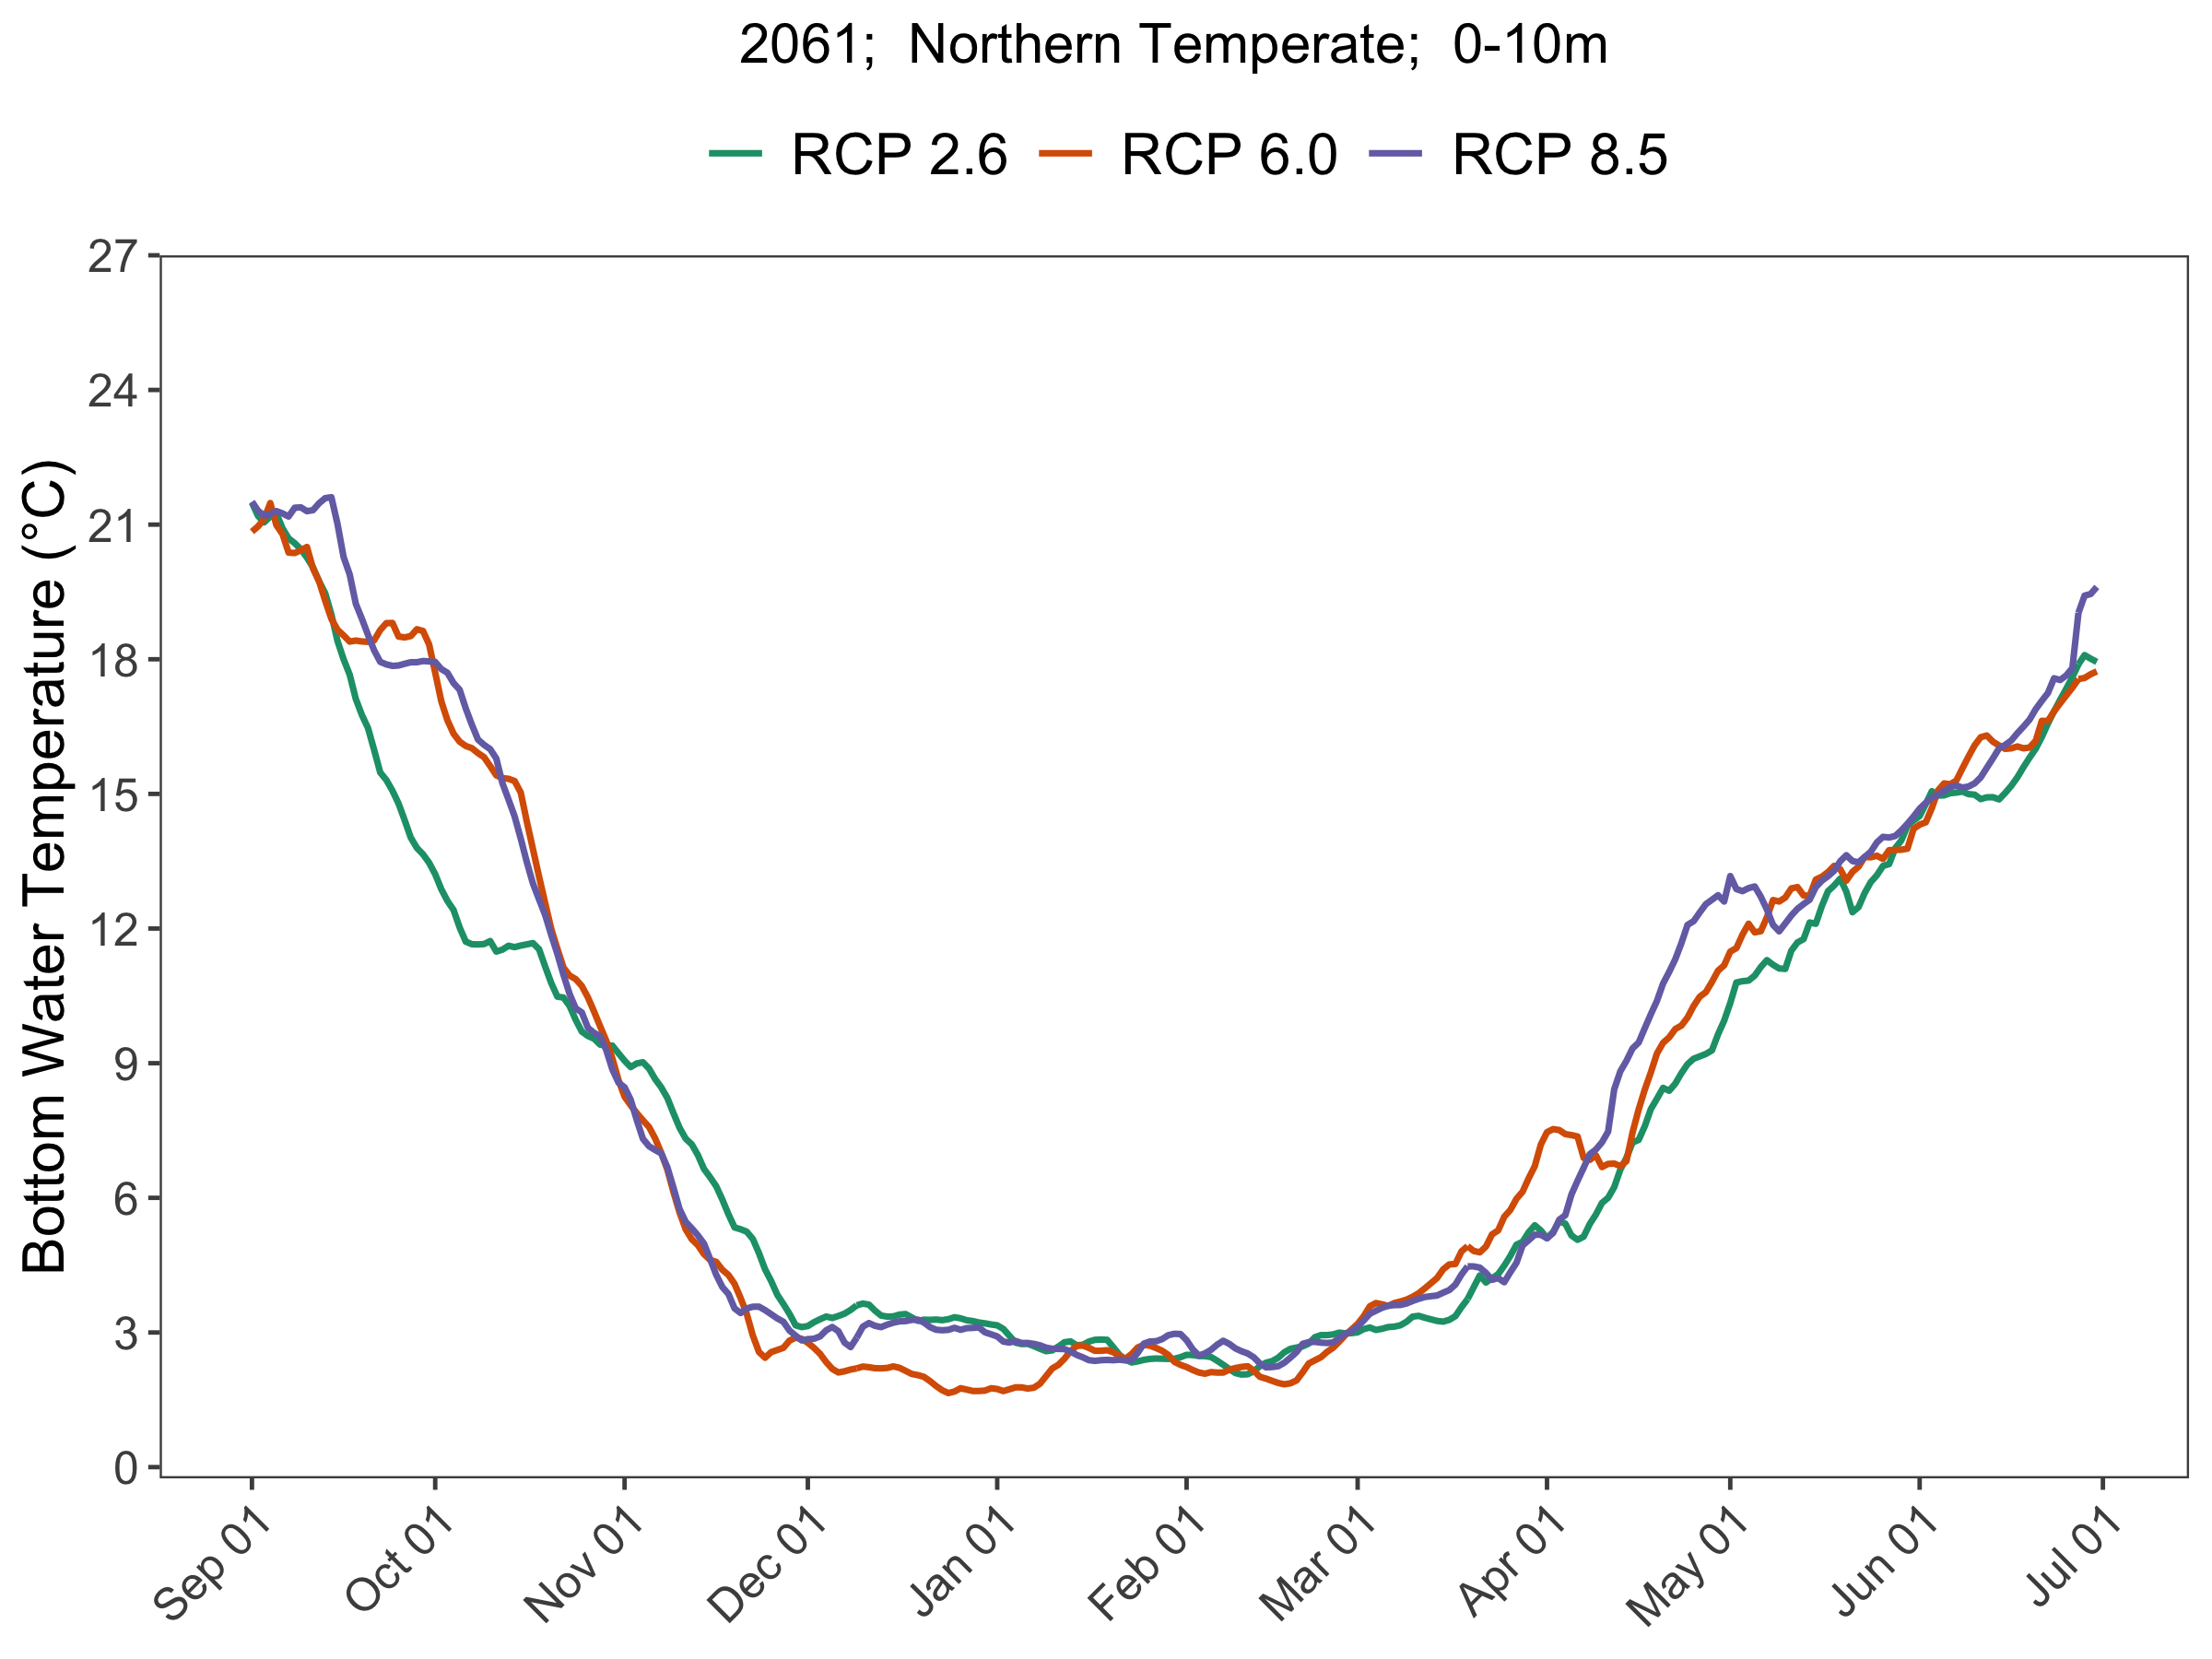 2061;  Northern Temperate;  0-10m
RCP 2.6 RCP 6.0 RCP 8.5
Bottom Water Temperature (°C)
27
24
21
18
15
12
9
6
3
0
Sep 01 Oct 01 Nov 01 Dec 01 Jan 01 Feb 01 Mar 01 Apr 01 May 01 Jun 01 Jul 01